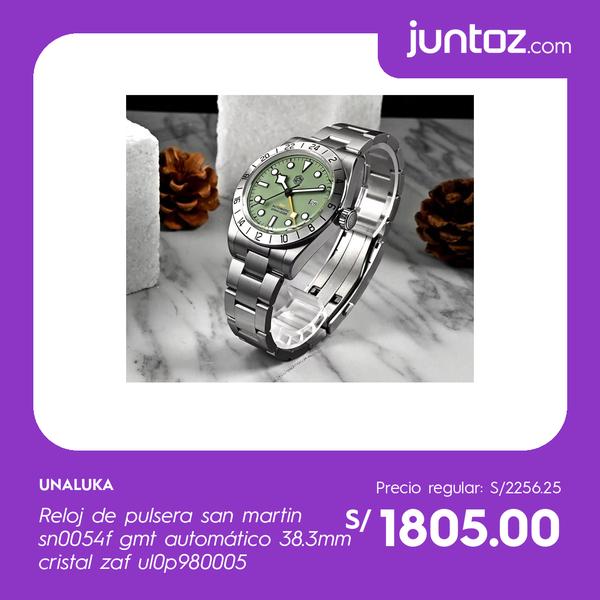 juntoz.com
UNALUKA
Reloj de pulsera san martin
sn0054f gmt automático 38.3mm
cristal zaf ul0p980005
Precio regular: S/2256.25
S/ 1805.00